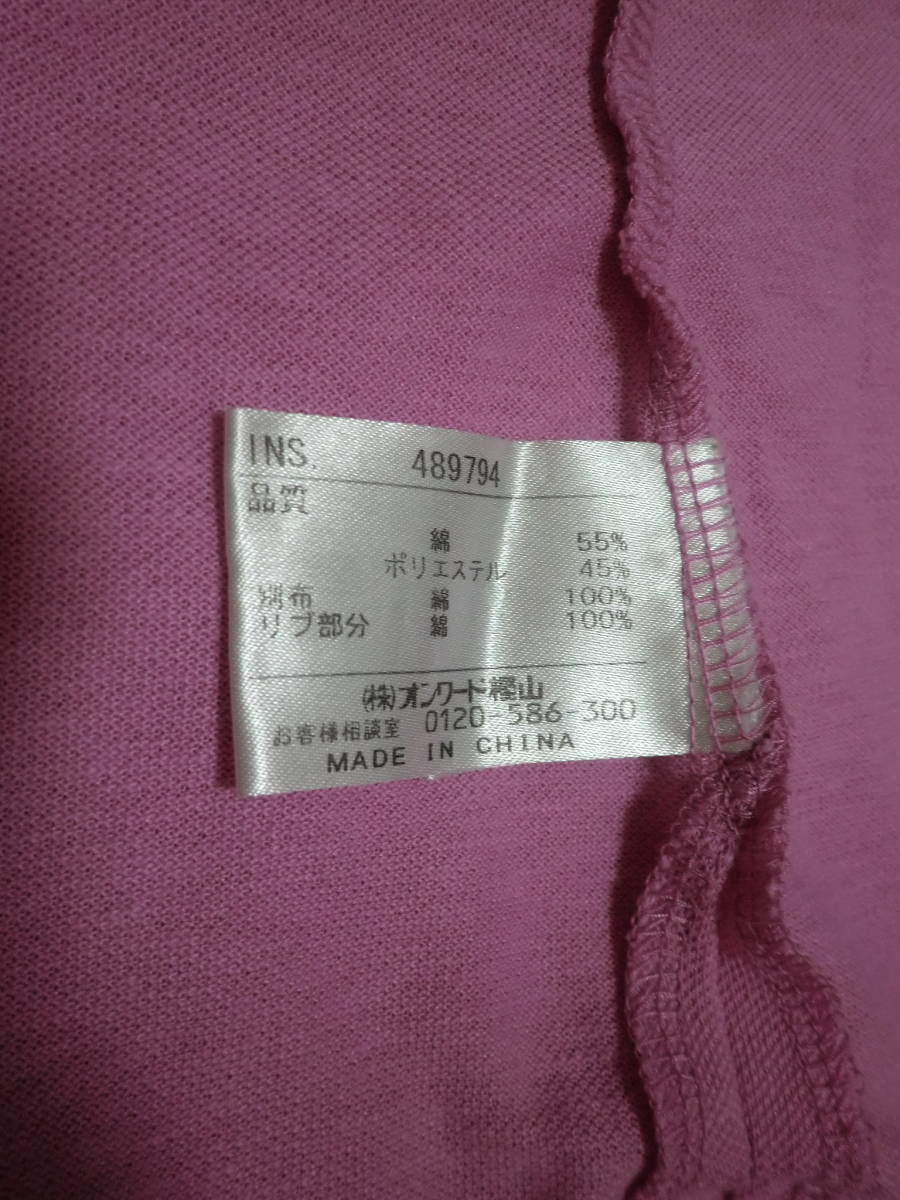 INS. 489794
品質
綿 55%
ポリエステル 45%
別布 綿 100%
リブ部分 綿 100%
(株)オンワード樫山
お客様相談室 0120-586-300
MADE IN CHINA